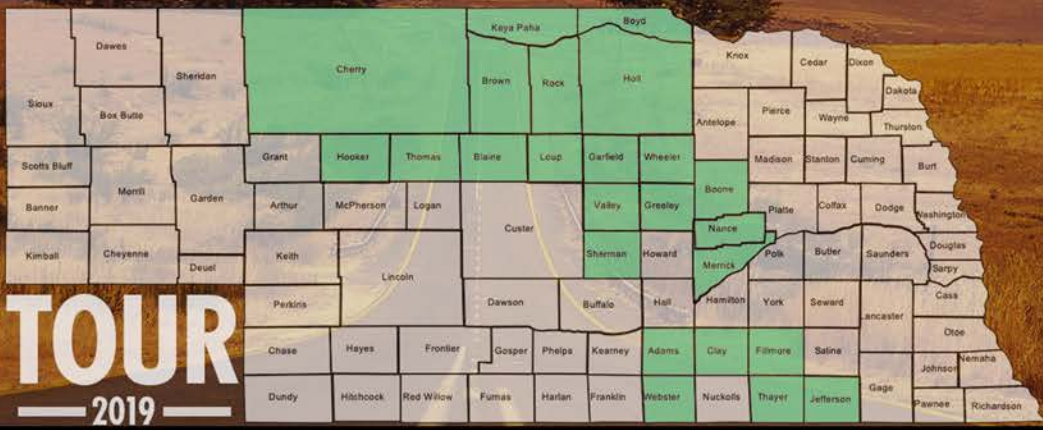 Dawes
Sheridan
Sioux
Box Butte
Cherry
Keya Paha
Boyd
Brown
Rock
Holt
Knox
Cedar
Dixon
Dakota
Antelope
Pierce
Wayne
Thurston
Scotts Bluff
Morrill
Garden
Grant
Hooker
Thomas
Blaine
Loup
Garfield
Wheeler
Madison
Stanton
Cuming
Burt
Banner
Arthur
McPherson
Logan
Custer
Valley
Greeley
Boone
Nance
Platte
Colfax
Dodge
Washington
Kimball
Cheyenne
Deuel
Keith
Lincoln
Sherman
Howard
Merrick
Polk
Butler
Saunders
Douglas
Sarpy
Perkins
Dawson
Buffalo
Hall
Hamilton
York
Seward
Lancaster
Cass
Otoe
Chase
Hayes
Frontier
Gosper
Phelps
Kearney
Adams
Clay
Fillmore
Saline
Gage
Johnson
Nemaha
Dundy
Hitchcock
Red Willow
Furnas
Harlan
Franklin
Webster
Nuckolls
Thayer
Jefferson
Pawnee
Richardson
TOUR
2019